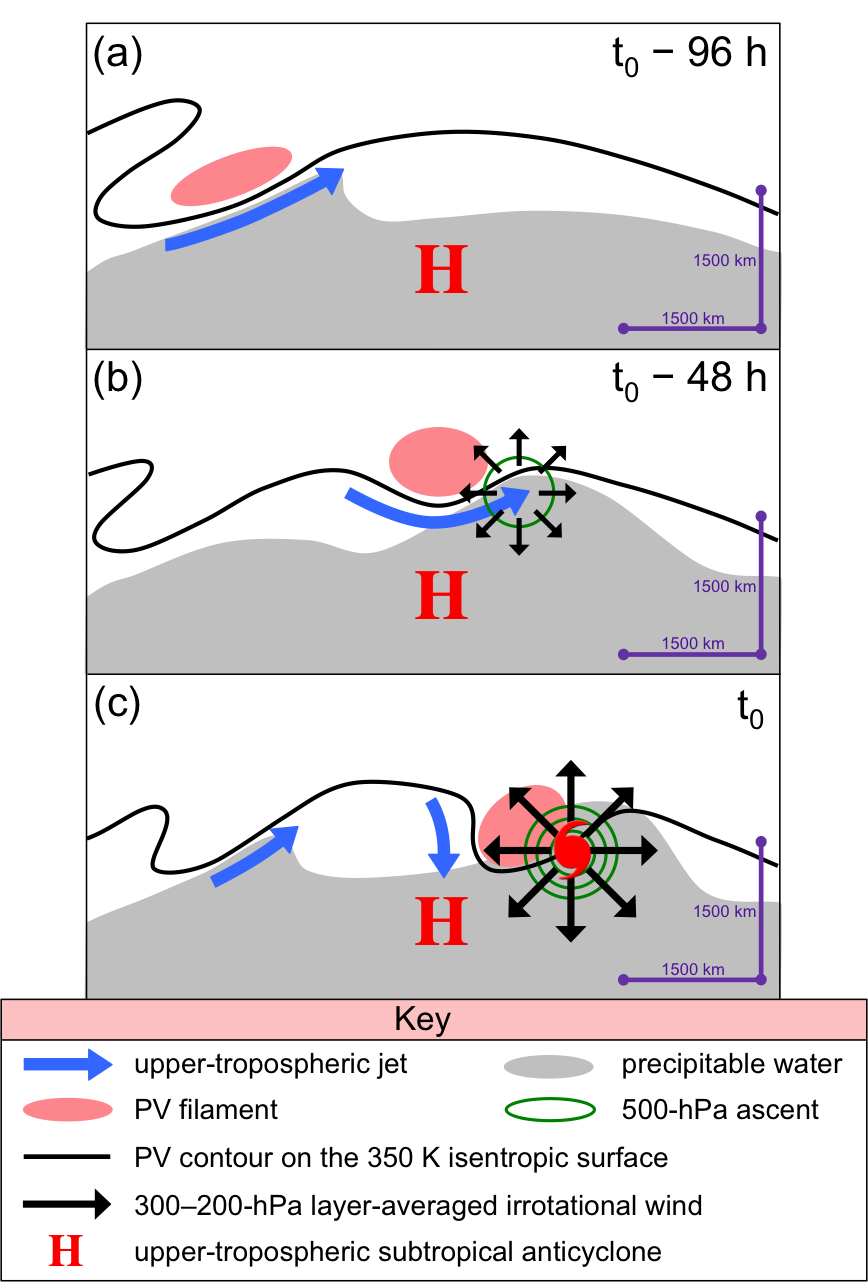 (a) t0 − 96 h
H
1500 km
1500 km
(b) t0 − 48 h
H
1500 km
1500 km
(c) t0
H
1500 km
1500 km
Key
upper-tropospheric jet precipitable water
PV filament 500-hPa ascent
PV contour on the 350 K isentropic surface
300–200-hPa layer-averaged irrotational wind
H upper-tropospheric subtropical anticyclone